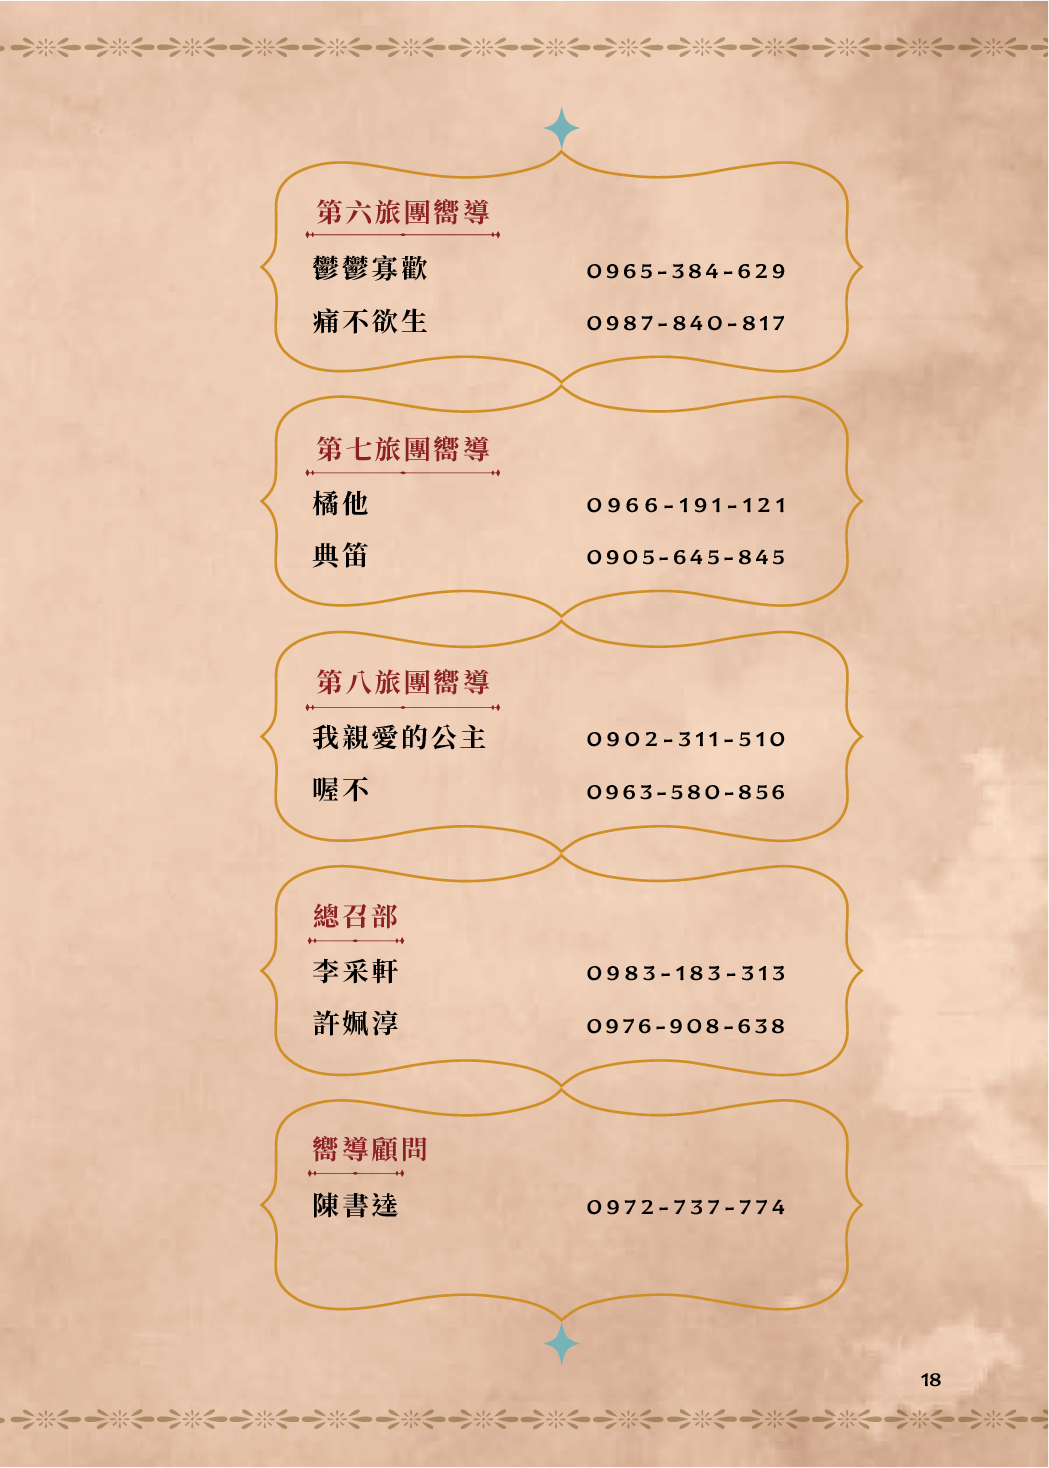 第六旅團嚮導
鬱鬱寡歡 0965-384-629
痛不欲生 0987-840-817
第七旅團嚮導
橘他 0966-191-121
典笛 0905-645-845
第八旅團嚮導
我親愛的公主 0902-311-510
喔不 0963-580-856
總召部
李采軒 0983-183-313
許姵淳 0976-908-638
嚮導顧問
陳書逵 0972-737-774
18